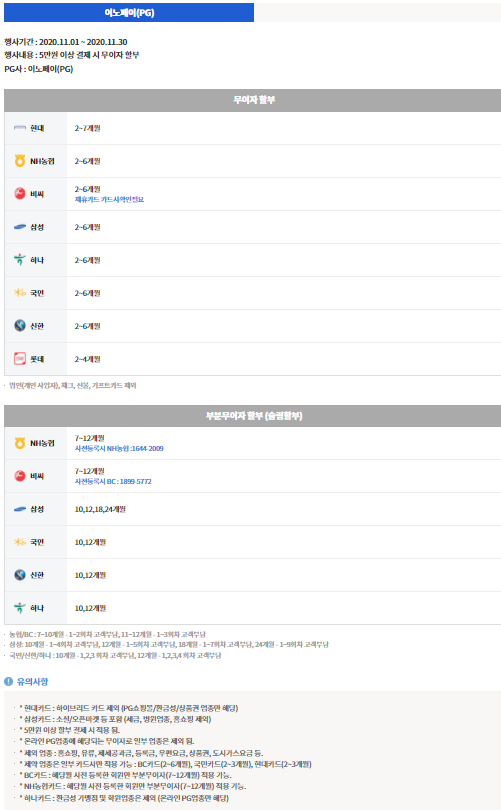 이노페이(PG)
행사기간 : 2020.11.01 ~ 2020.11.30
행사내용 : 5만원 이상 결제 시 무이자 할부
PG사 : 이노페이(PG)
무이자 할부
현대 2~7개월
NH농협 2~6개월
비씨 2~6개월
제휴카드 카드사확인필요
삼성 2~6개월
하나 2~6개월
국민 2~6개월
신한 2~6개월
롯데 2~4개월
· 법인(개인 사업자), 체크, 선불, 기프트카드 제외
부분무이자 할부 (슬림할부)
NH농협 7~12개월
사전등록시 NH농협 :1644-2009
비씨 7~12개월
사전등록시 BC : 1899-5772
삼성 10,12,18,24개월
국민 10,12개월
신한 10,12개월
하나 10,12개월
· 농협/BC : 7~10개월 - 1~2회차 고객부담, 11~12개월 - 1~3회차 고객부담
· 삼성: 10개월 - 1~4회차 고객부담, 12개월 - 1~5회차 고객부담, 18개월 - 1~7회차 고객부담, 24개월 - 1~9회차 고객부담
· 국민/신한/하나 : 10개월 - 1,2,3 회차 고객부담, 12개월 - 1,2,3,4 회차 고객부담
유의사항
· * 현대카드 : 하이브리드 카드 제외 (PG쇼핑몰/환금성/상품권 업종만 해당)
· * 삼성카드 : 소셜/오픈마켓 등 포함 (세금, 병원업종, 홈쇼핑 제외)
· * 5만원 이상 할부 결제 시 적용 됨.
· * 온라인 PG업종에 해당되는 무이자로 일부 업종은 제외 됨.
· * 제외 업종 : 홈쇼핑, 유류, 제세공과금, 등록금, 우편요금, 상품권, 도시가스요금 등.
· * 제약 업종은 일부 카드사만 적용 가능 : BC카드(2~6개월), 국민카드(2~3개월), 현대카드(2~3개월)
· * BC카드 : 해당월 사전 등록한 회원만 부분무이자(7~12개월) 적용 가능.
· * NH농협카드 : 해당월 사전 등록한 회원만 부분무이자(7~12개월) 적용 가능.
· * 하나카드 : 환금성 가맹점 및 학원업종은 제외 (온라인 PG업종만 해당)